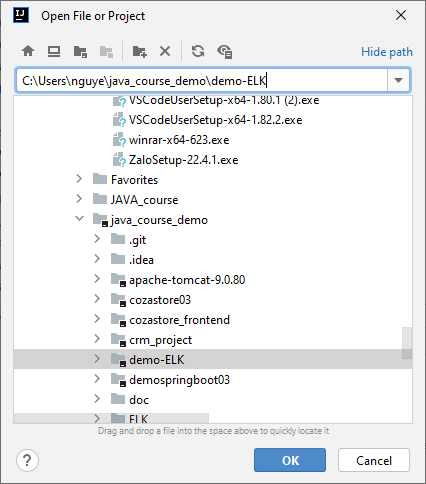 IJ
Open File or Project
Hide path
C:\Users\nguye\java_course_demo\demo-ELK
VSCodeUserSetup-x64-1.80.1 (2).exe
VSCodeUserSetup-x64-1.82.2.exe
winrar-x64-623.exe
ZaloSetup-22.4.1.exe
Favorites
JAVA_course
java_course_demo
.git
.idea
apache-tomcat-9.0.80
cozastore03
cozastore_frontend
crm_project
demo-ELK
demospringboot03
doc
ELK
Drag and drop a file into the space above to quickly locate it
?
OK
Cancel